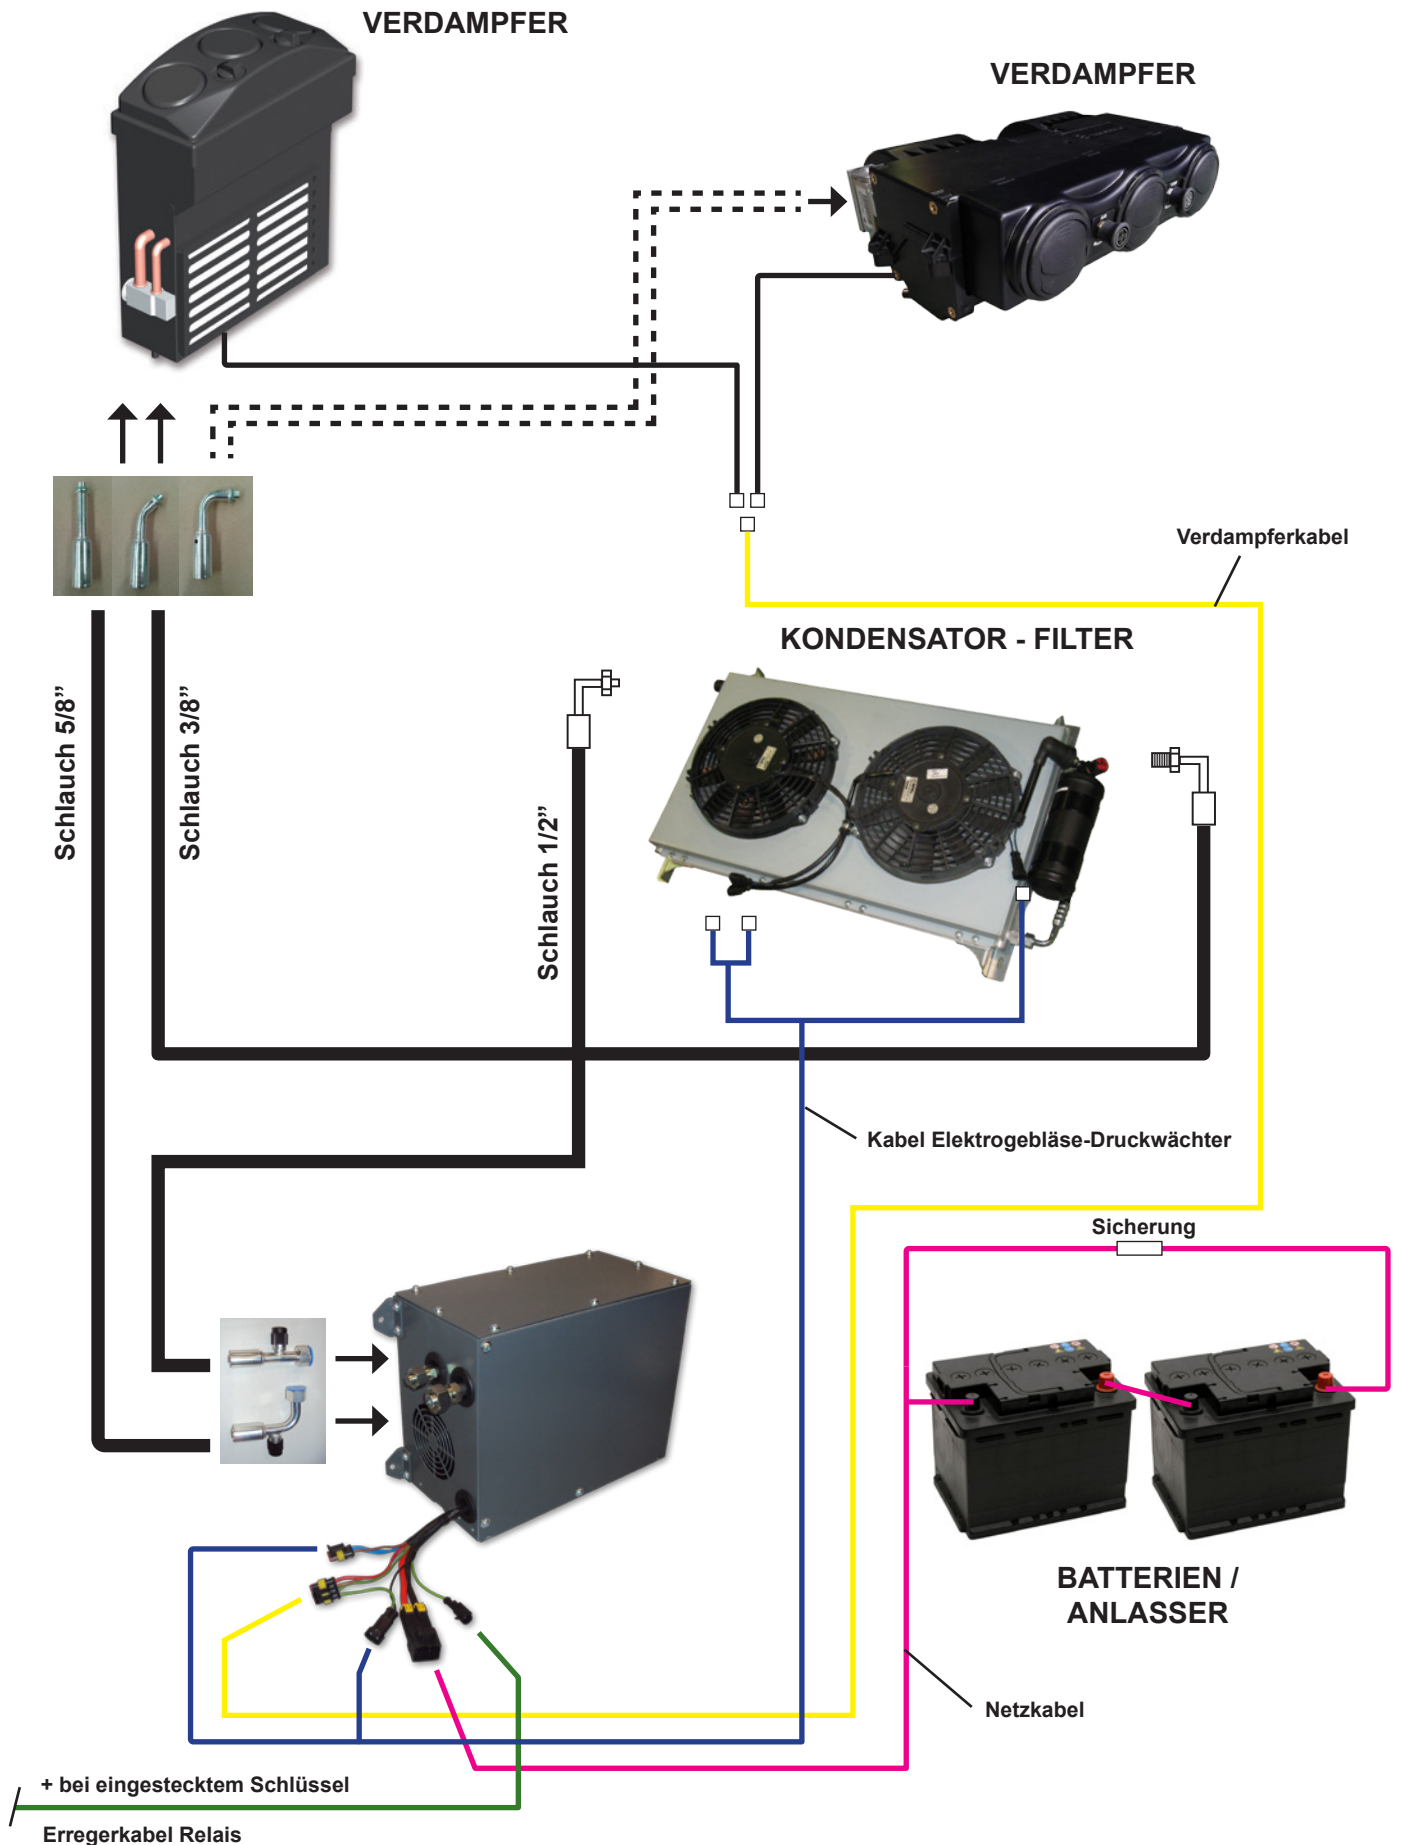 VERDAMPFER
VERDAMPFER
Verdampferkabel
KONDENSATOR - FILTER
Schlauch 5/8”
Schlauch 3/8”
Schlauch 1/2”
Kabel Elektrogebläse-Druckwächter
Sicherung
BATTERIEN /
ANLASSER
Netzkabel
+ bei eingestecktem Schlüssel
Erregerkabel Relais